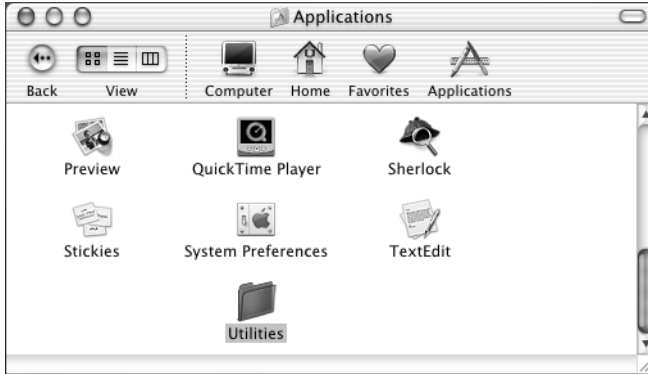 Applications
Back View Computer Home Favorites Applications
Preview QuickTime Player Sherlock
Stickies System Preferences TextEdit
Utilities